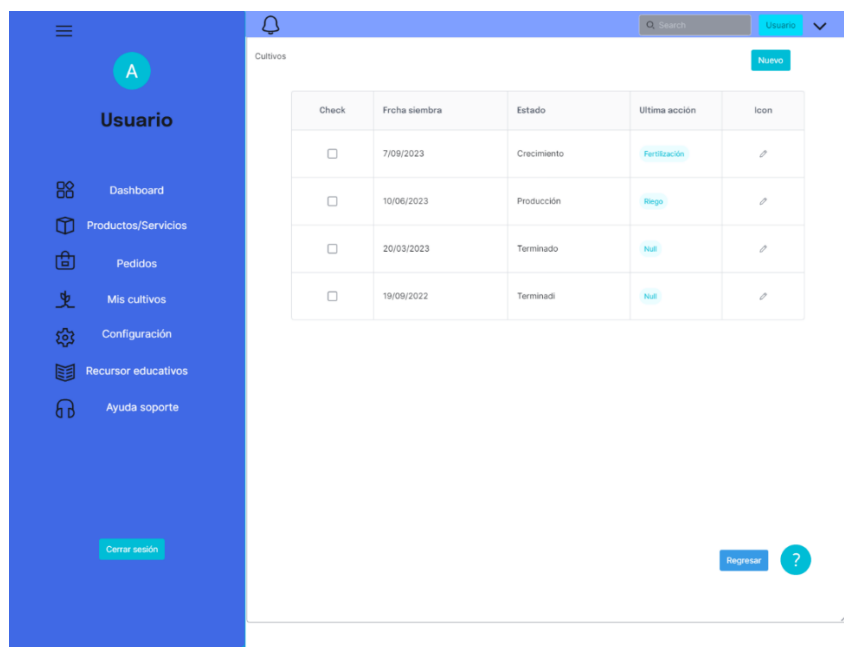 Search
Usuario
Cultivos
Nuevo
A
Usuario
Dashboard
Productos/Servicios
Pedidos
Mis cultivos
Configuración
Recursor educativos
Ayuda soporte
Cerrar sesión
Check Frcha siembra Estado Ultima acción Icon
7/09/2023 Crecimiento Fertilización
10/06/2023 Producción Riego
20/03/2023 Terminado Null
19/09/2022 Terminadi Null
Regresar ?